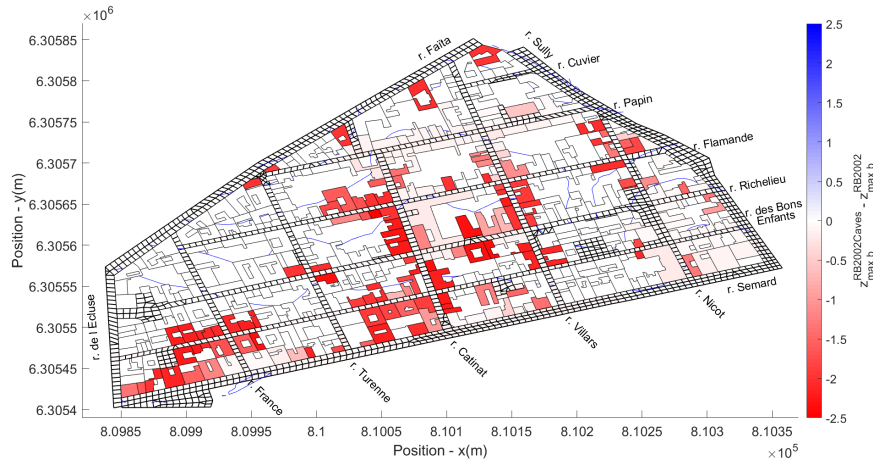 ×10⁶
6.30585
6.3058
6.30575
6.3057
6.30565
6.3056
6.30555
6.3055
6.30545
6.3054
Position - y(m)
r. Faïta
r. Sully
r. Cuvier
r. Papin
r. Flamande
r. Richelieu
r. des Bons
Enfants
r. Semard
r. Nicot
r. Villars
r. Catinat
r. Turenne
r. France
r. de l Ecluse
8.0985
8.099
8.0995
8.1
8.1005
8.101
8.1015
8.102
8.1025
8.103
8.1035
Position - x(m)
×10⁵
2.5
2
1.5
1
0.5
0
-0.5
-1
-1.5
-2
-2.5
z_max,h^RB2002Caves - z_max,h^RB2002